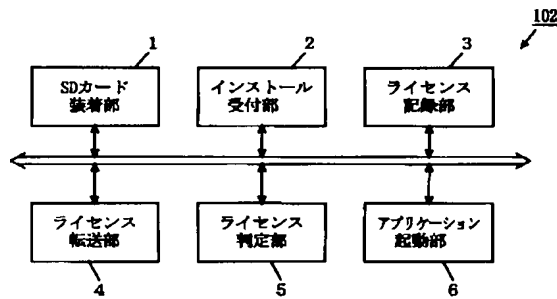 102
1
2
3
SDカード
装着部
インストール
受付部
ライセンス
記録部
ライセンス
転送部
ライセンス
判定部
アプリケーション
起動部
4
5
6